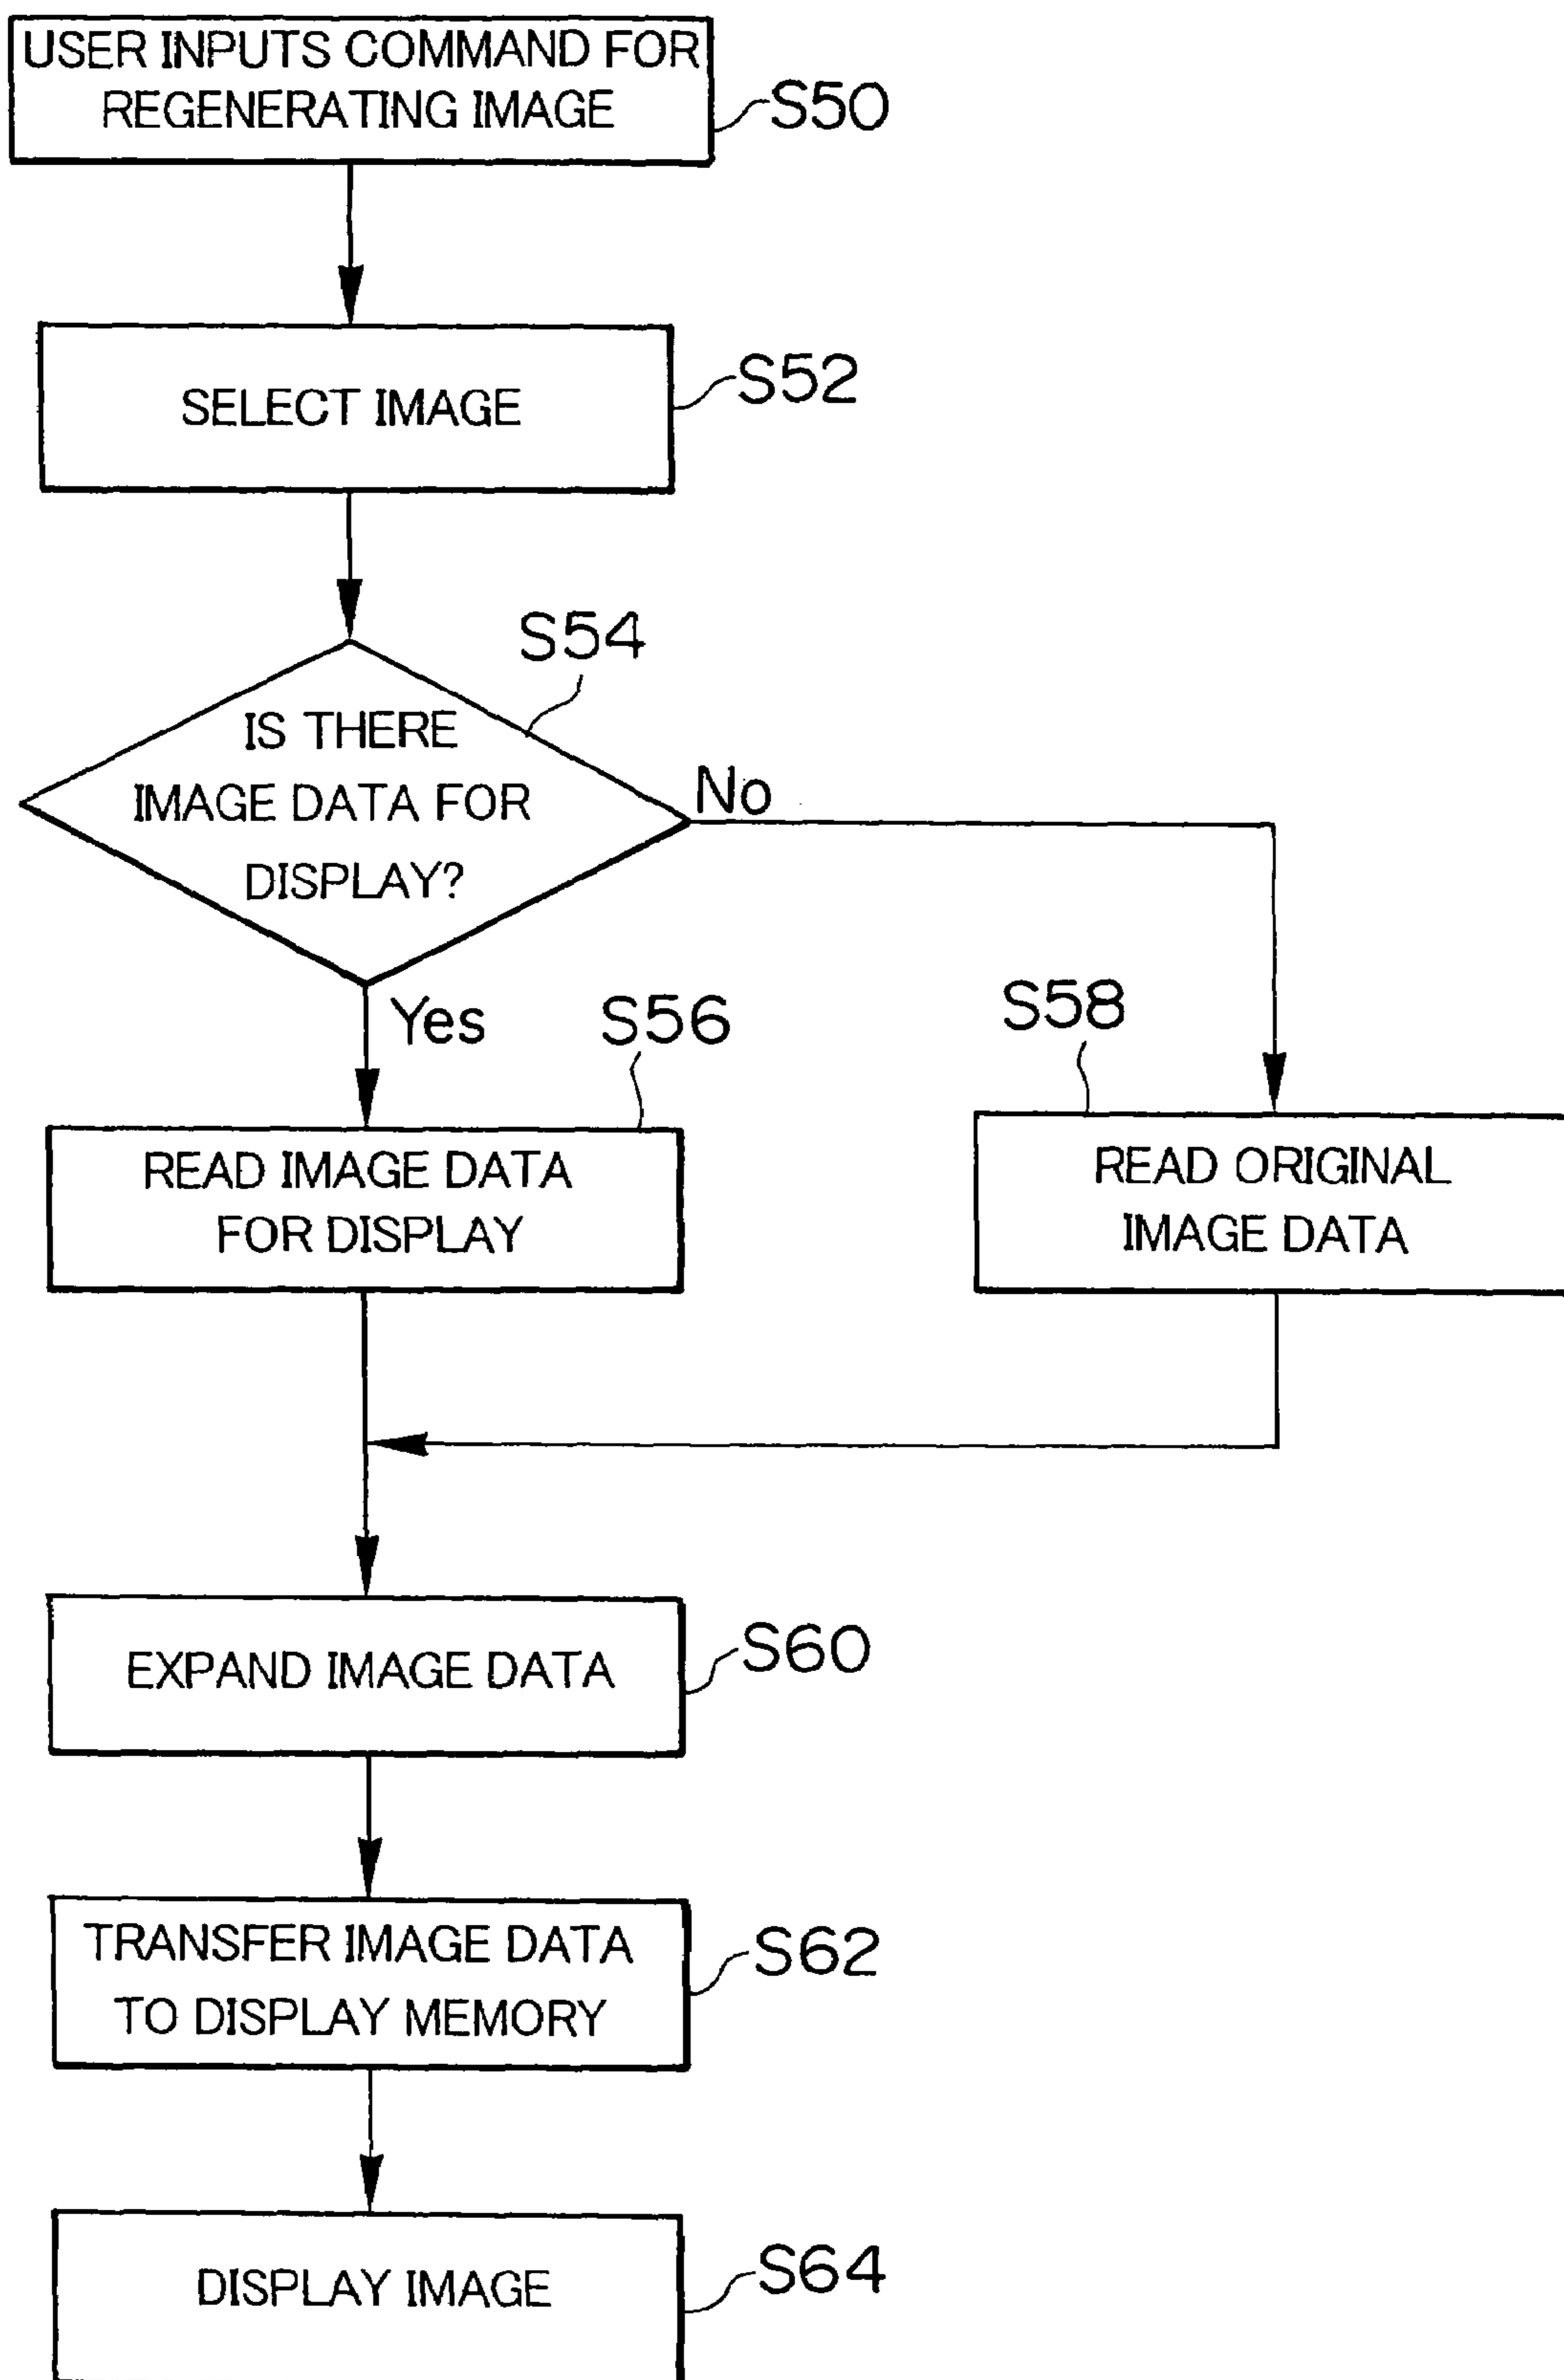 USER INPUTS COMMAND FOR
REGENERATING IMAGE
S50
SELECT IMAGE
S52
S54
IS THERE
IMAGE DATA FOR
DISPLAY?
No
Yes
S56
S58
READ IMAGE DATA
FOR DISPLAY
READ ORIGINAL
IMAGE DATA
EXPAND IMAGE DATA
S60
TRANSFER IMAGE DATA
TO DISPLAY MEMORY
S62
DISPLAY IMAGE
S64